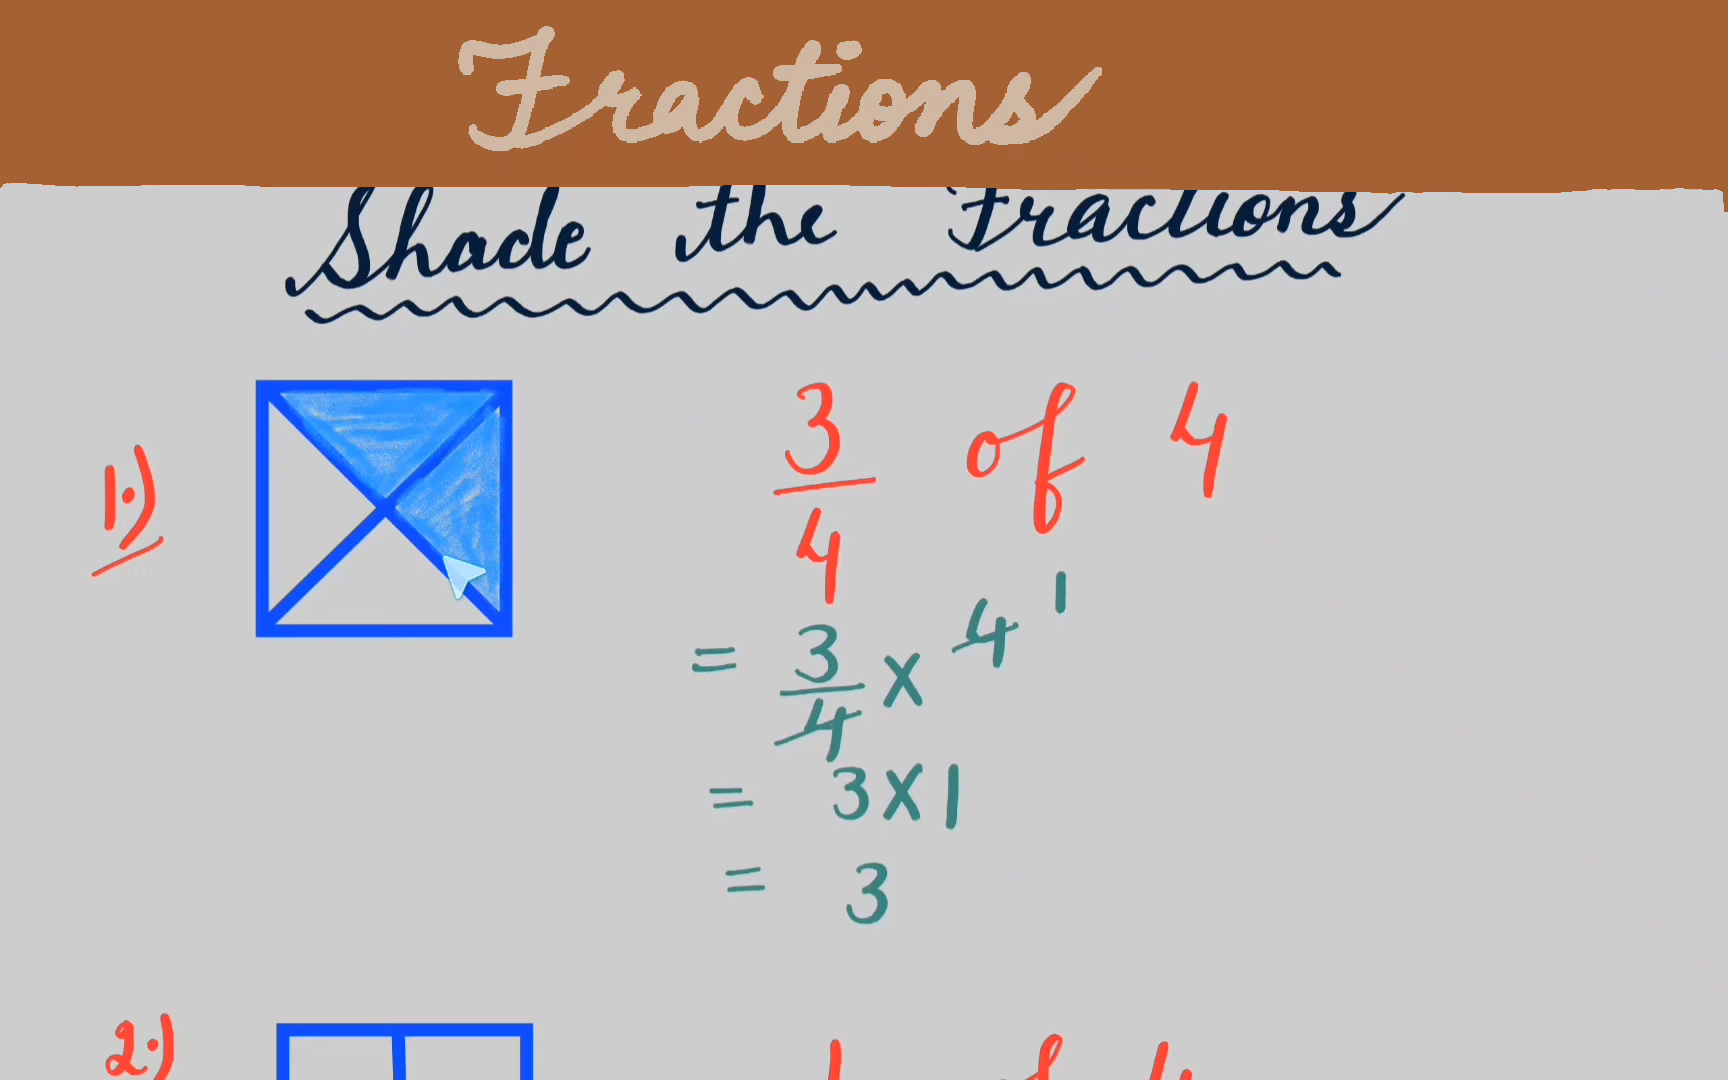 Fractions
Shade the Fractions
1.) 3/4 of 4
= 3/4 x 4 1
= 3 x 1
= 3
2.)